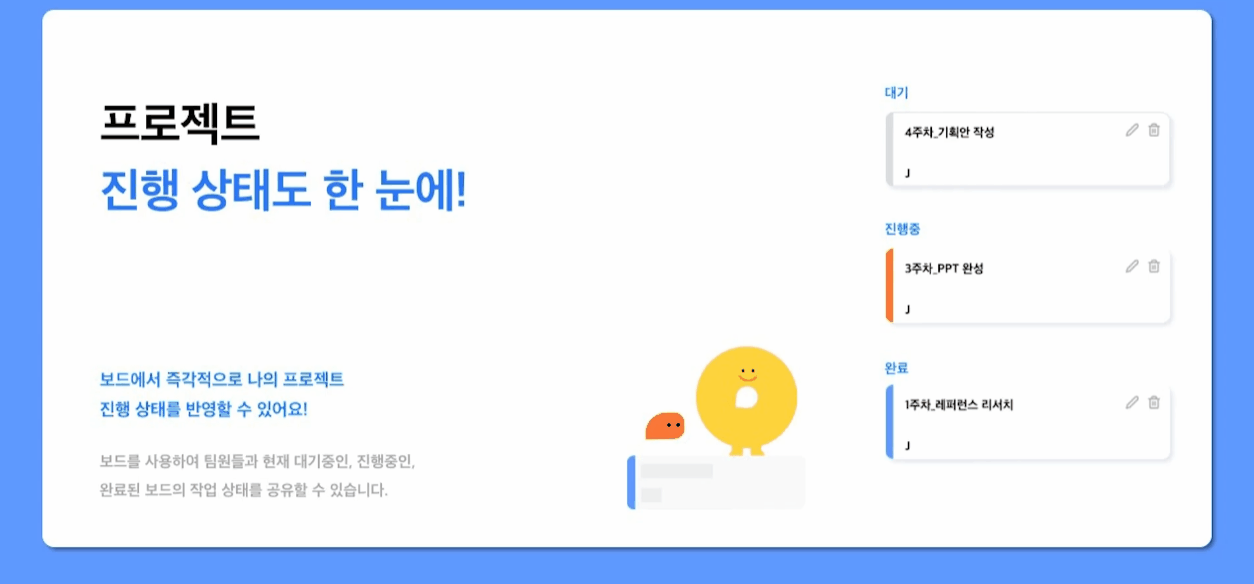 프로젝트
진행 상태도 한 눈에!
보드에서 즉각적으로 나의 프로젝트
진행 상태를 반영할 수 있어요!
보드를 사용하여 팀원들과 현재 대기중인, 진행중인,
완료된 보드의 작업 상태를 공유할 수 있습니다.
대기
4주차_기획안 작성
J
진행중
3주차_PPT 완성
J
완료
1주차_레퍼런스 리서치
J